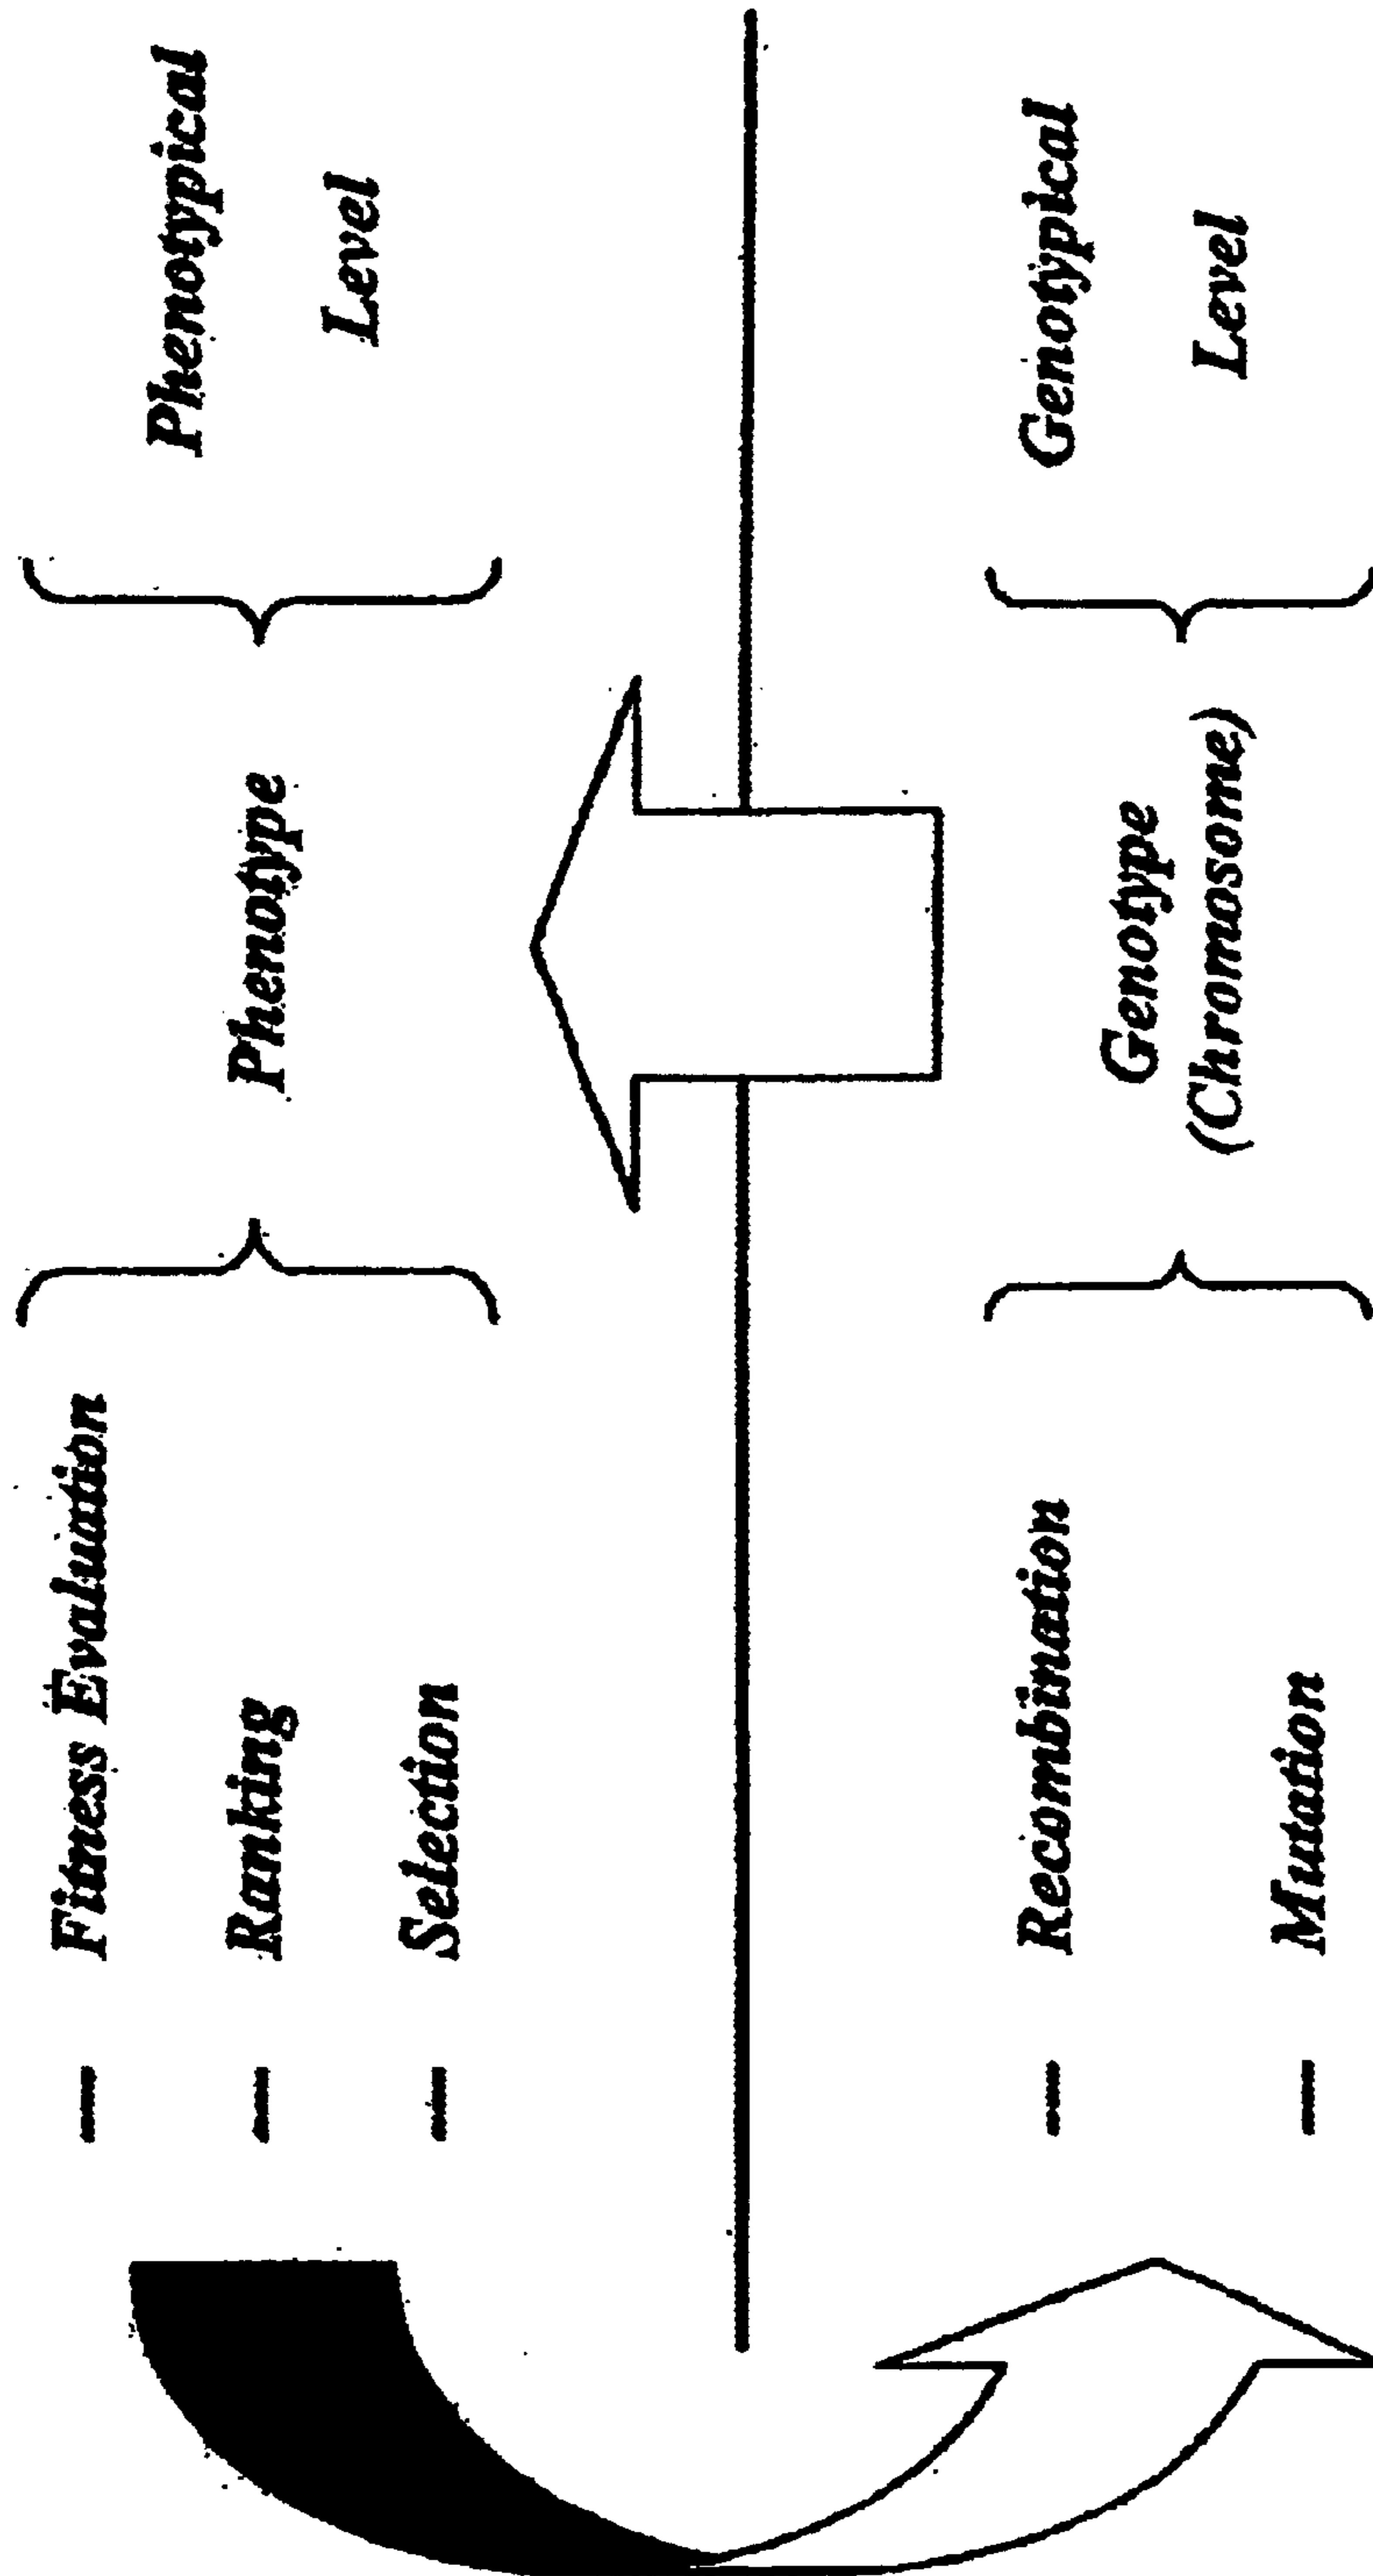 – Fitness Evaluation
– Ranking
– Selection
Phenotype
Phenotypical
Level
– Recombination
– Mutation
Genotype
(Chromosome)
Genotypical
Level